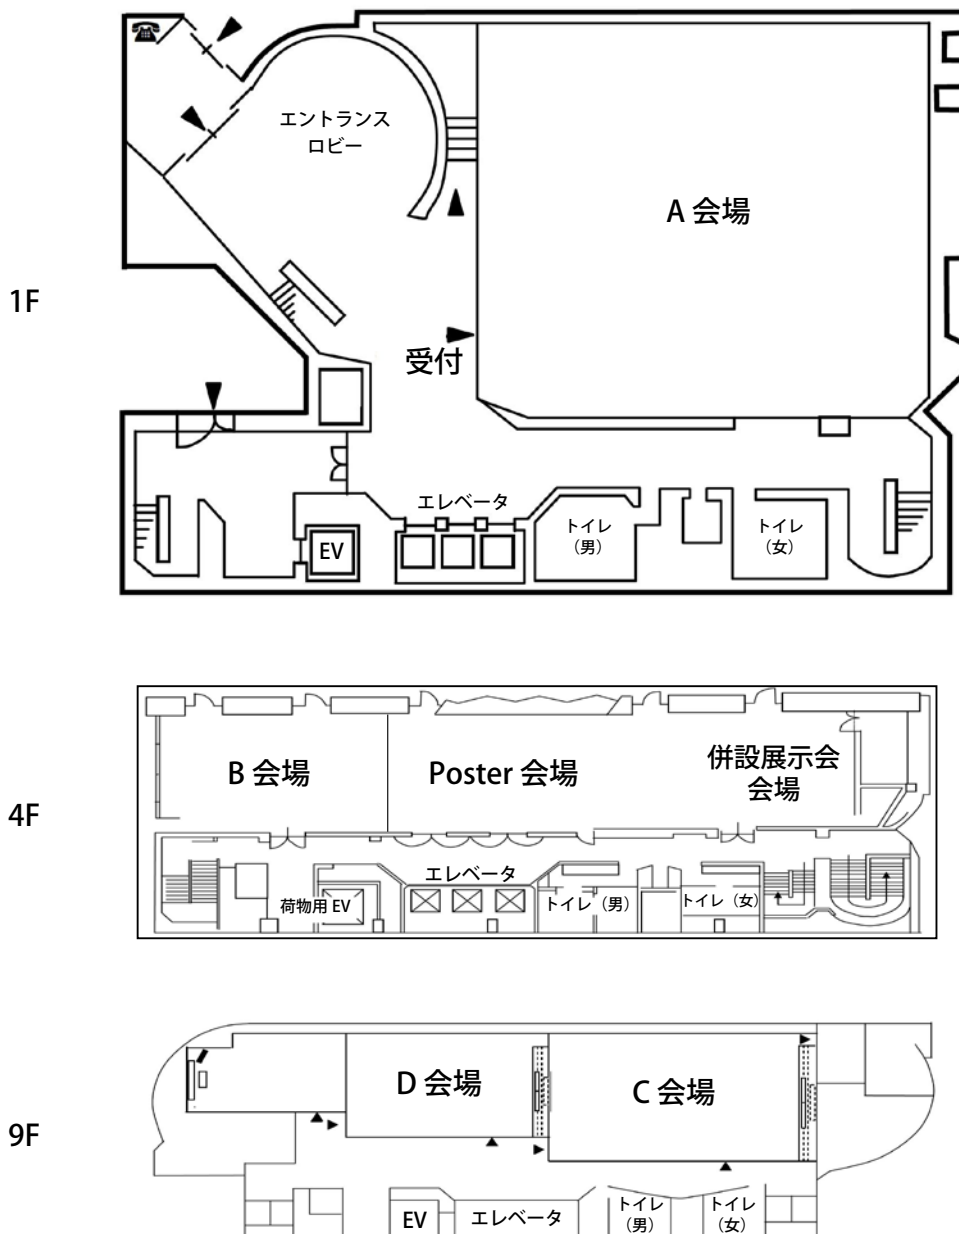 エントランス
ロビー
A 会場
1F
受付
エレベータ
EV
トイレ
（男）
トイレ
（女）
B 会場
Poster 会場
併設展示会
会場
4F
エレベータ
荷物用 EV
トイレ（男）
トイレ（女）
D 会場
C 会場
9F
EV
エレベータ
トイレ
（男）
トイレ
（女）